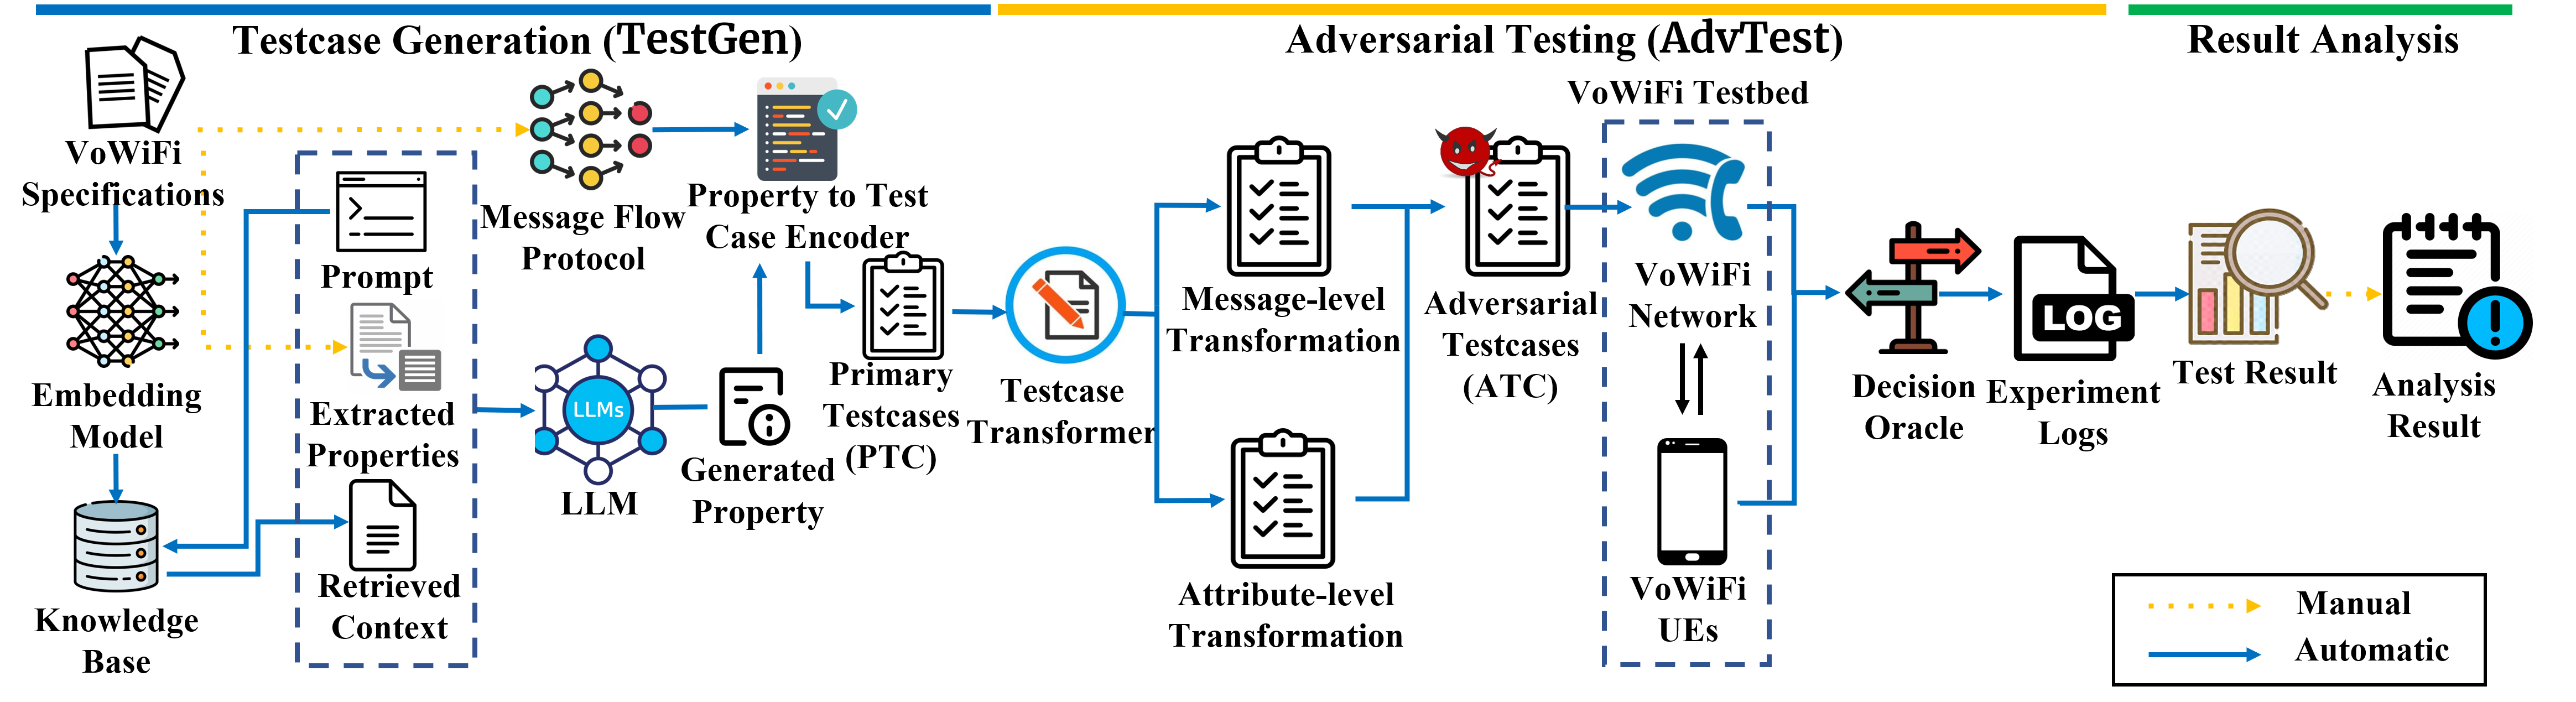 Testcase Generation (TestGen)
Adversarial Testing (AdvTest)
Result Analysis
VoWiFi
Specifications
Embedding
Model
Knowledge
Base
Prompt
Extracted
Properties
Retrieved
Context
Message Flow
Protocol
Property to Test
Case Encoder
LLMs
LLM
Generated
Property
Primary
Testcases
(PTC)
Testcase
Transformer
Message-level
Transformation
Attribute-level
Transformation
Adversarial
Testcases
(ATC)
VoWiFi Testbed
VoWiFi
Network
VoWiFi
UEs
Decision
Oracle
LOG
Experiment
Logs
Test Result
Analysis
Result
Manual
Automatic